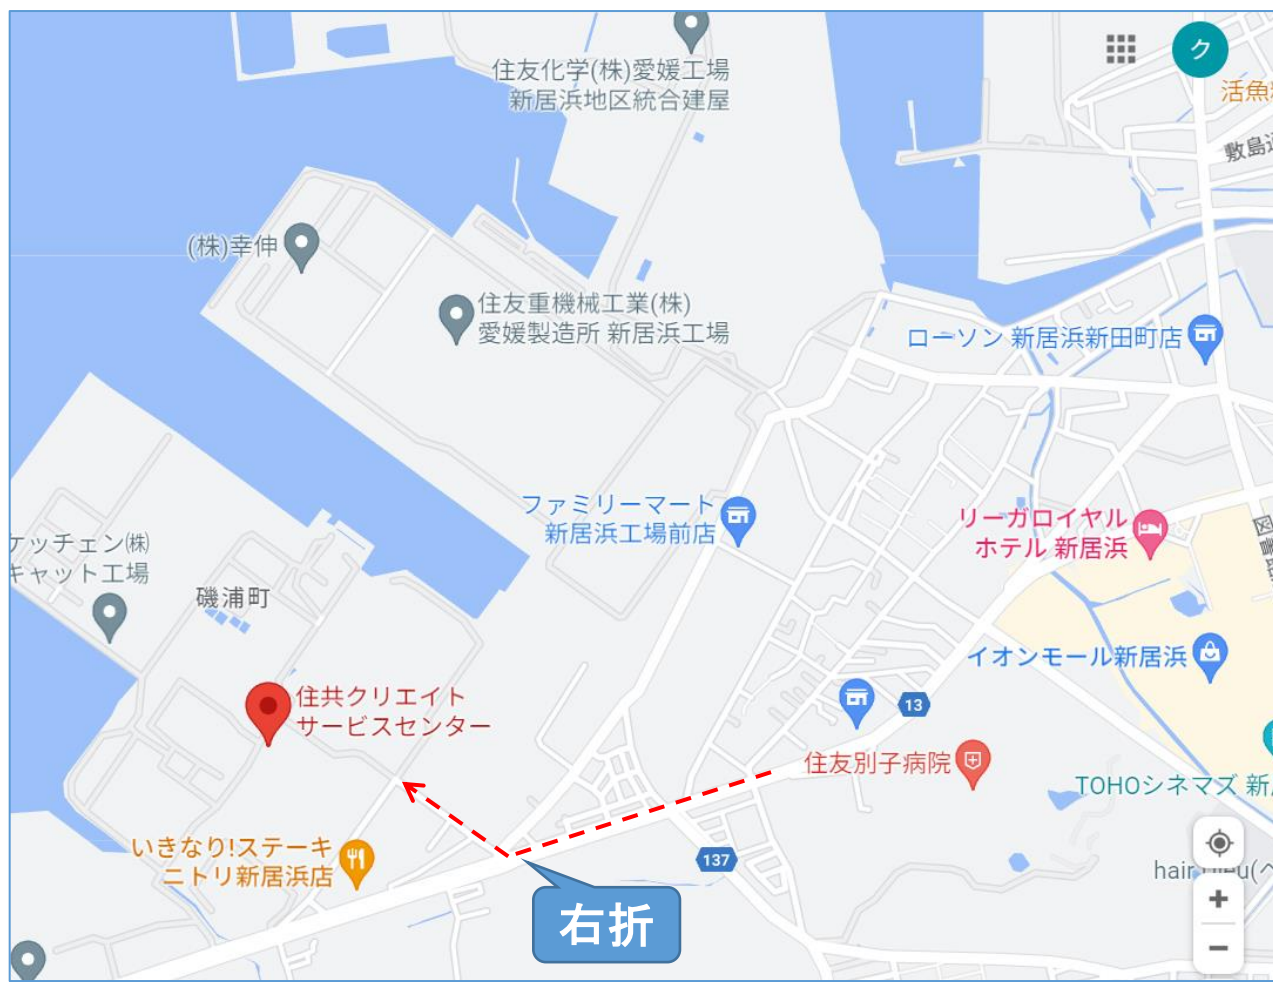 住友化学(株)愛媛工場
新居浜地区統合建屋
ク
活魚
敷島
(株)幸伸
住友重機械工業(株)
愛媛製造所 新居浜工場
ローソン 新居浜新田町店
ファミリーマート
新居浜工場前店
リーガロイヤル
ホテル 新居浜
図書
ケッチェン㈱
キャット工場
磯浦町
イオンモール新居浜
住共クリエイト
サービスセンター
13
住友別子病院
TOHOシネマズ 新
いきなり!ステーキ
ニトリ新居浜店
137
hair
右折